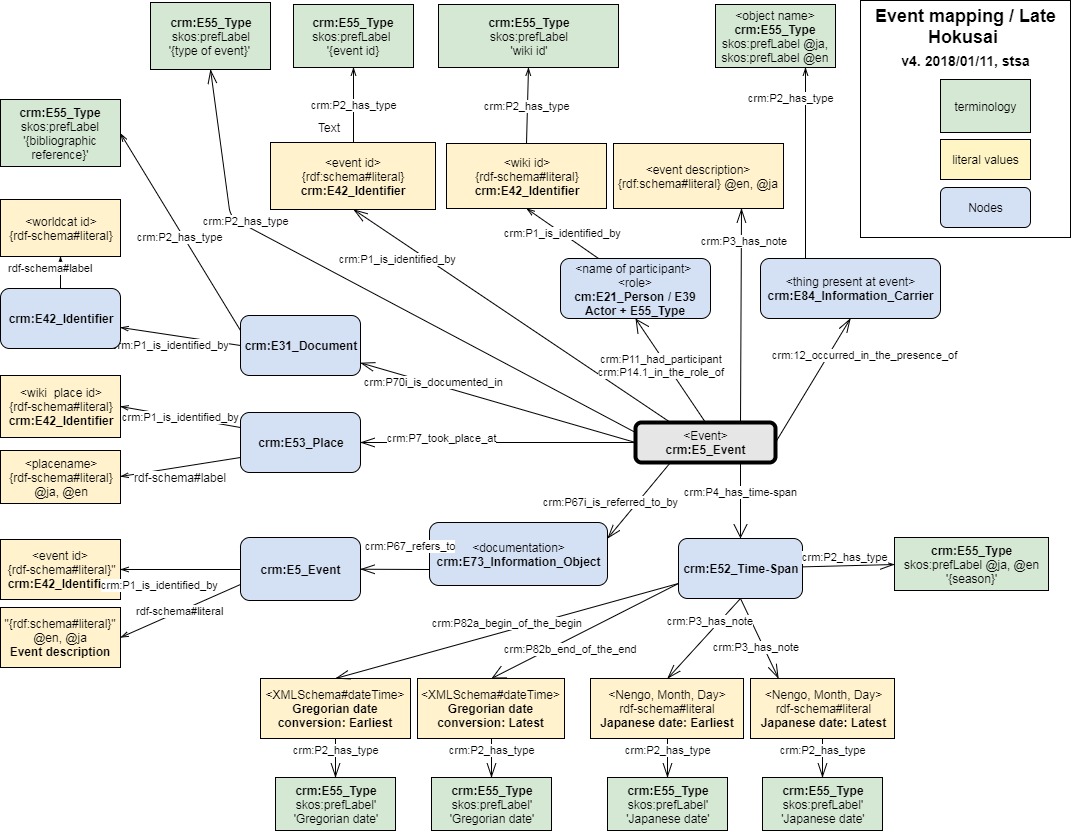 Event mapping / Late
Hokusai
v4. 2018/01/11, stsa
terminology
literal values
Nodes
crm:E55_Type
skos:prefLabel
'{type of event}'
crm:E55_Type
skos:prefLabel
'{event id}
crm:E55_Type
skos:prefLabel
'wiki id'
<object name>
crm:E55_Type
skos:prefLabel @ja,
skos:prefLabel @en
crm:P2_has_type
crm:P2_has_type
crm:P2_has_type
Text
crm:E55_Type
skos:prefLabel
'{bibliographic
reference}'
<event id>
{rdf:schema#literal}
crm:E42_Identifier
<wiki id>
{rdf-schema#literal}
crm:E42_Identifier
<event description>
{rdf:schema#literal} @en, @ja
<worldcat id>
{rdf-schema#literal}
crm:P2_has_type
crm:P2_has_type
crm:P1_is_identified_by
crm:P3_has_note
crm:P1_is_identified_by
rdf-schema#label
<name of participant>
<role>
cm:E21_Person / E39
Actor + E55_Type
<thing present at event>
crm:E84_Information_Carrier
crm:E42_Identifier
crm:P1_is_identified_by
crm:E31_Document
crm:P11_had_participant
crm:P14.1_in_the_role_of
crm:12_occurred_in_the_presence_of
crm:P70i_is_documented_in
<wiki  place id>
{rdf-schema#literal}
crm:E42_Identifier
crm:P1_is_identified_by
crm:E53_Place
crm:P7_took_place_at
<Event>
crm:E5_Event
<placename>
{rdf-schema#literal}
@ja, @en
rdf-schema#label
crm:P67i_is_referred_to_by
crm:P4_has_time-span
<event id>
{rdf-schema#literal}"
crm:E42_Identifier
crm:P1_is_identified_by
crm:E5_Event
crm:P67_refers_to
<documentation>
crm:E73_Information_Object
crm:E52_Time-Span
crm:P2_has_type
crm:E55_Type
skos:prefLabel @ja, @en
'{season}'
rdf-schema#literal
"{rdf:schema#literal}"
@en, @ja
Event description
crm:P82a_begin_of_the_begin
crm:P82b_end_of_the_end
crm:P3_has_note
crm:P3_has_note
<XMLSchema#dateTime>
Gregorian date
conversion: Earliest
<XMLSchema#dateTime>
Gregorian date
conversion: Latest
<Nengo, Month, Day>
rdf-schema#literal
Japanese date: Earliest
<Nengo, Month, Day>
rdf-schema#literal
Japanese date: Latest
crm:P2_has_type
crm:P2_has_type
crm:P2_has_type
crm:P2_has_type
crm:E55_Type
skos:prefLabel'
'Gregorian date'
crm:E55_Type
skos:prefLabel'
'Gregorian date'
crm:E55_Type
skos:prefLabel'
'Japanese date'
crm:E55_Type
skos:prefLabel'
'Japanese date'